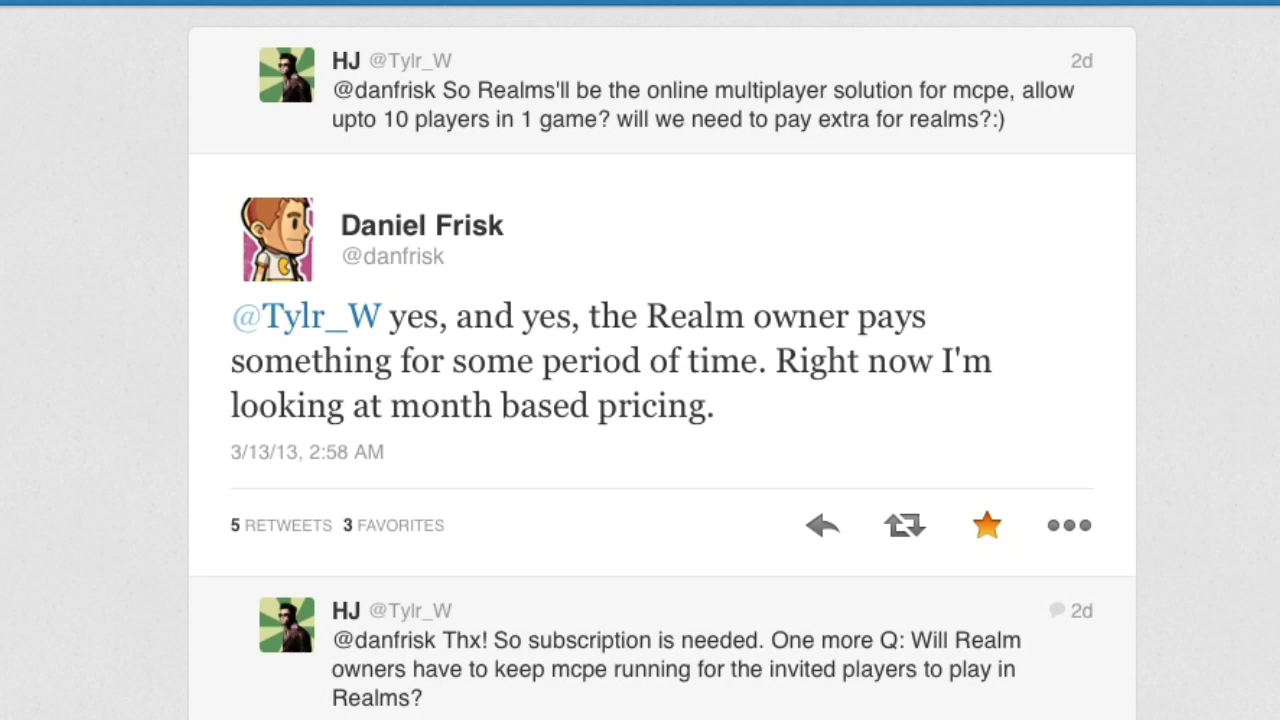 HJ @Tylr_W 2d
@danfrisk So Realms'll be the online multiplayer solution for mcpe, allow
upto 10 players in 1 game? will we need to pay extra for realms?:)
Daniel Frisk
@danfrisk
@Tylr_W yes, and yes, the Realm owner pays
something for some period of time. Right now I'm
looking at month based pricing.
3/13/13, 2:58 AM
5 RETWEETS 3 FAVORITES
HJ @Tylr_W 2d
@danfrisk Thx! So subscription is needed. One more Q: Will Realm
owners have to keep mcpe running for the invited players to play in
Realms?